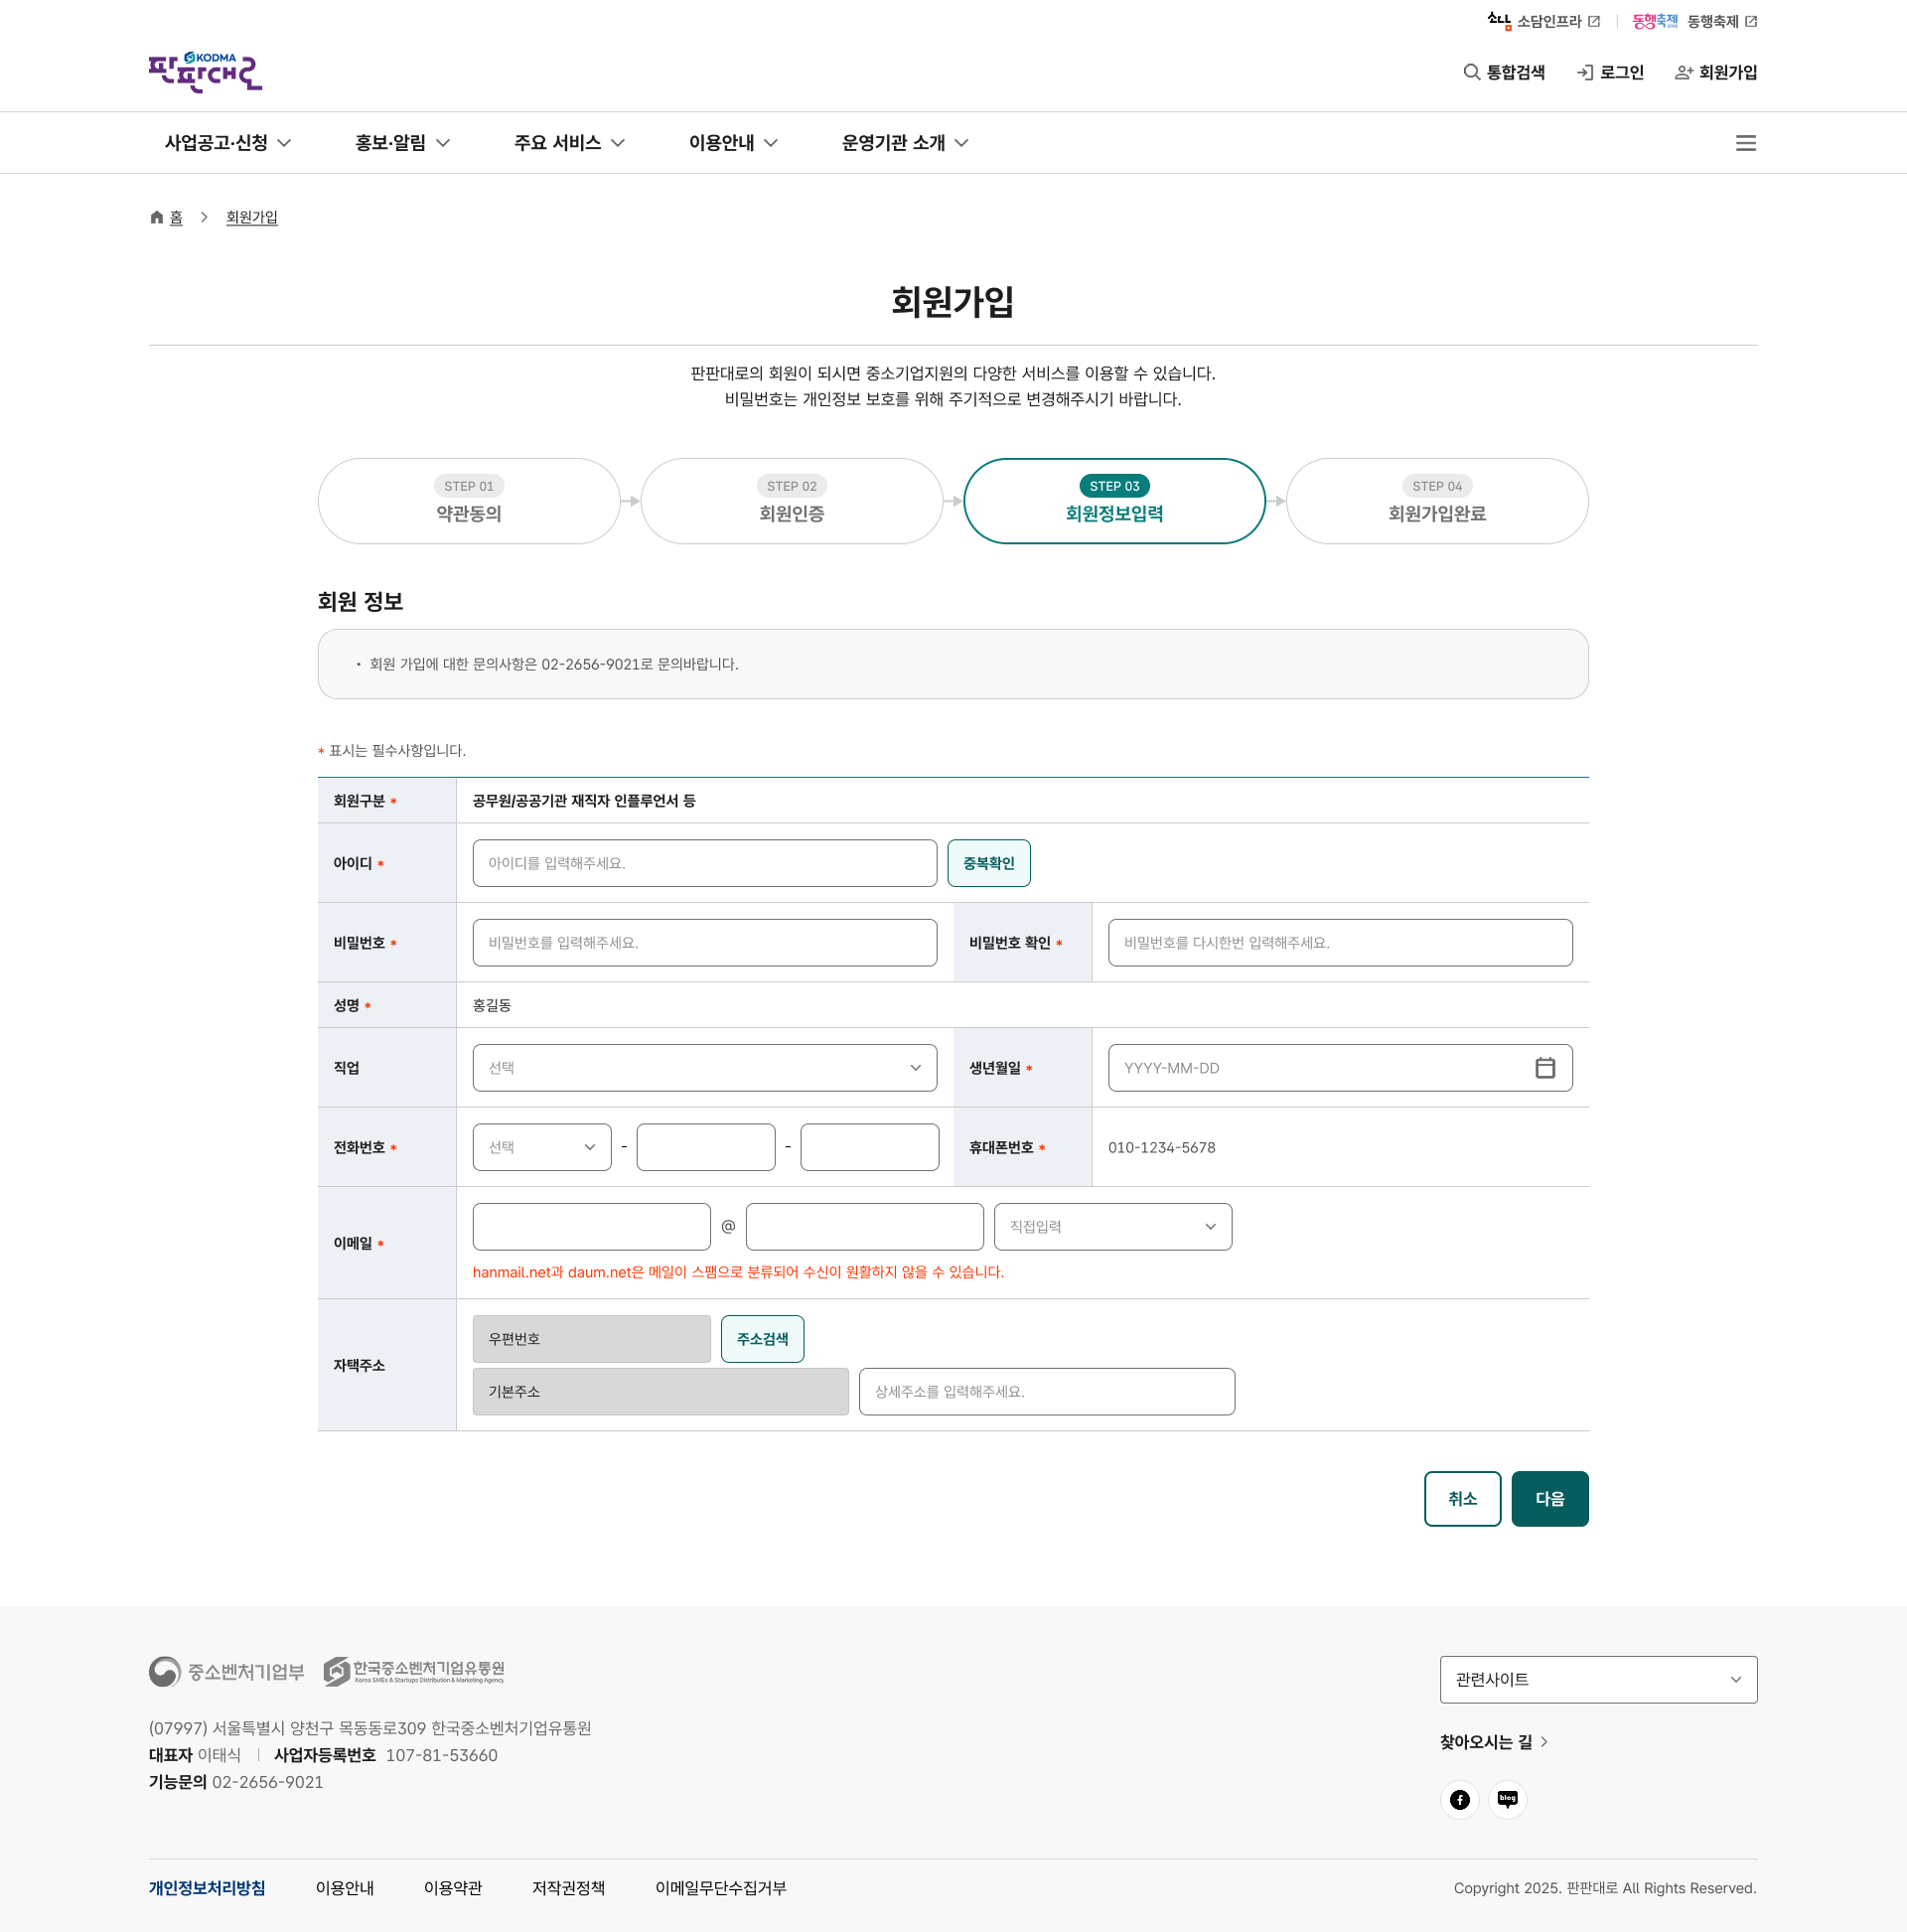 소담 소담인프라
동행축제 동행축제
KODMA
판판대로
통합검색 로그인 회원가입
사업공고·신청 홍보·알림 주요 서비스 이용안내 운영기관 소개
홈 회원가입
회원가입
판판대로의 회원이 되시면 중소기업지원의 다양한 서비스를 이용할 수 있습니다.
비밀번호는 개인정보 보호를 위해 주기적으로 변경해주시기 바랍니다.
STEP 01
약관동의
STEP 02
회원인증
STEP 03
회원정보입력
STEP 04
회원가입완료
회원 정보
• 회원 가입에 대한 문의사항은 02-2656-9021로 문의바랍니다.
* 표시는 필수사항입니다.
회원구분 * 공무원/공공기관 재직자 인플루언서 등
아이디 * 아이디를 입력해주세요. 중복확인
비밀번호 * 비밀번호를 입력해주세요. 비밀번호 확인 * 비밀번호를 다시한번 입력해주세요.
성명 * 홍길동
직업 선택 생년월일 * YYYY-MM-DD
전화번호 * 선택 - - 휴대폰번호 * 010-1234-5678
이메일 * @ 직접입력
hanmail.net과 daum.net은 메일이 스팸으로 분류되어 수신이 원활하지 않을 수 있습니다.
자택주소 우편번호 주소검색
기본주소 상세주소를 입력해주세요.
취소 다음
중소벤처기업부 한국중소벤처기업유통원
Korea SMEs & Startups Distribution & Marketing Agency
관련사이트
(07997) 서울특별시 양천구 목동동로309 한국중소벤처기업유통원
대표자 이태식 사업자등록번호 107-81-53660
기능문의 02-2656-9021
찾아오시는 길
blog
개인정보처리방침 이용안내 이용약관 저작권정책 이메일무단수집거부
Copyright 2025. 판판대로 All Rights Reserved.